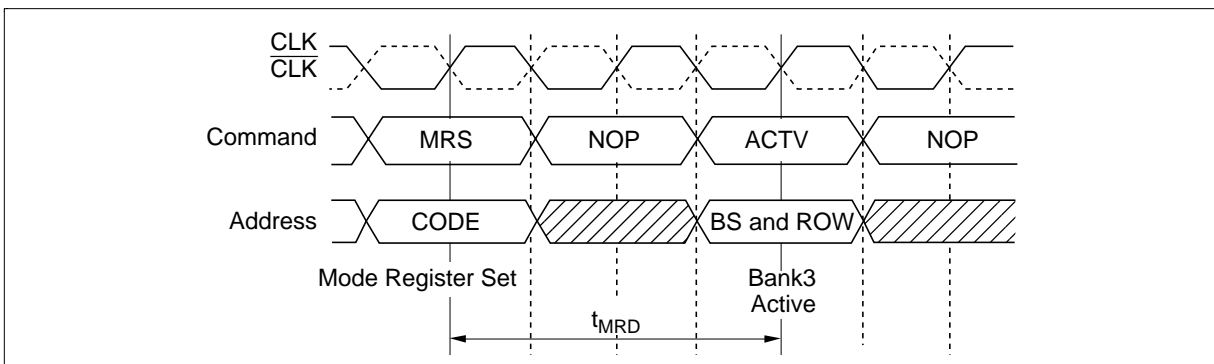 CLK
CLK
Command MRS NOP ACTV NOP
Address CODE BS and ROW
Mode Register Set Bank3
Active
tMRD